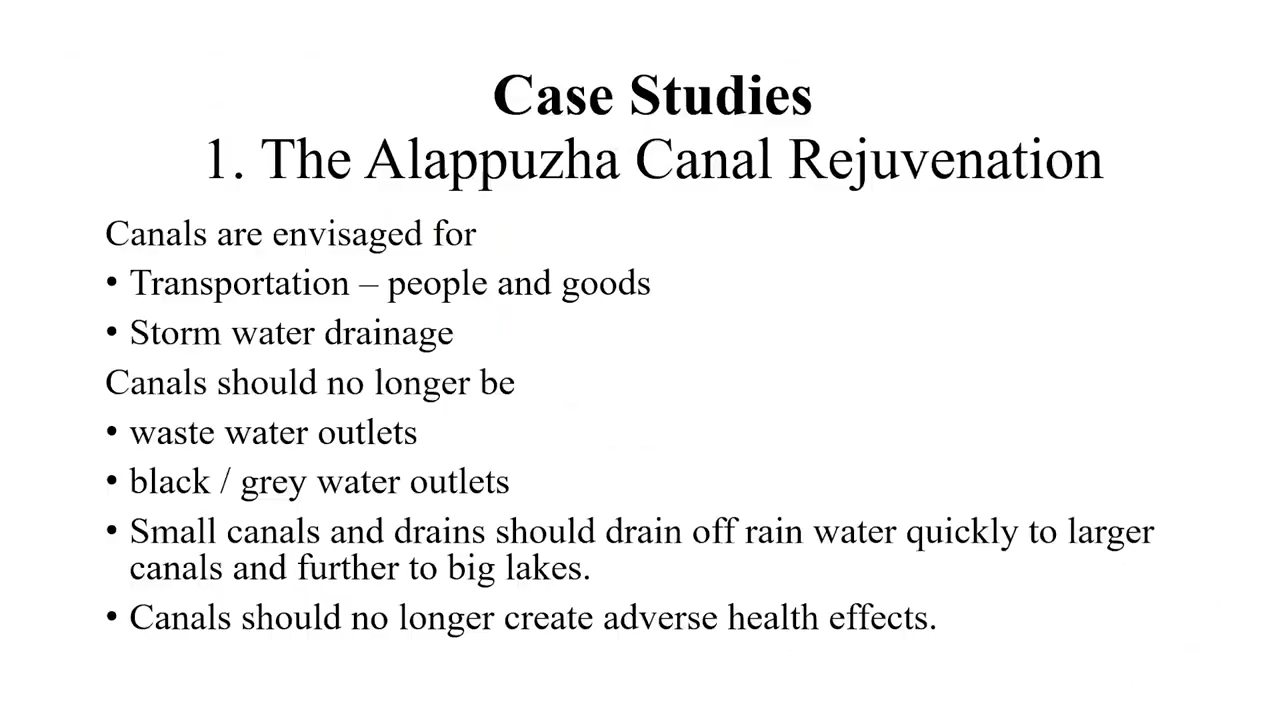 Case Studies
1. The Alappuzha Canal Rejuvenation
Canals are envisaged for
• Transportation – people and goods
• Storm water drainage
Canals should no longer be
• waste water outlets
• black / grey water outlets
• Small canals and drains should drain off rain water quickly to larger
canals and further to big lakes.
• Canals should no longer create adverse health effects.